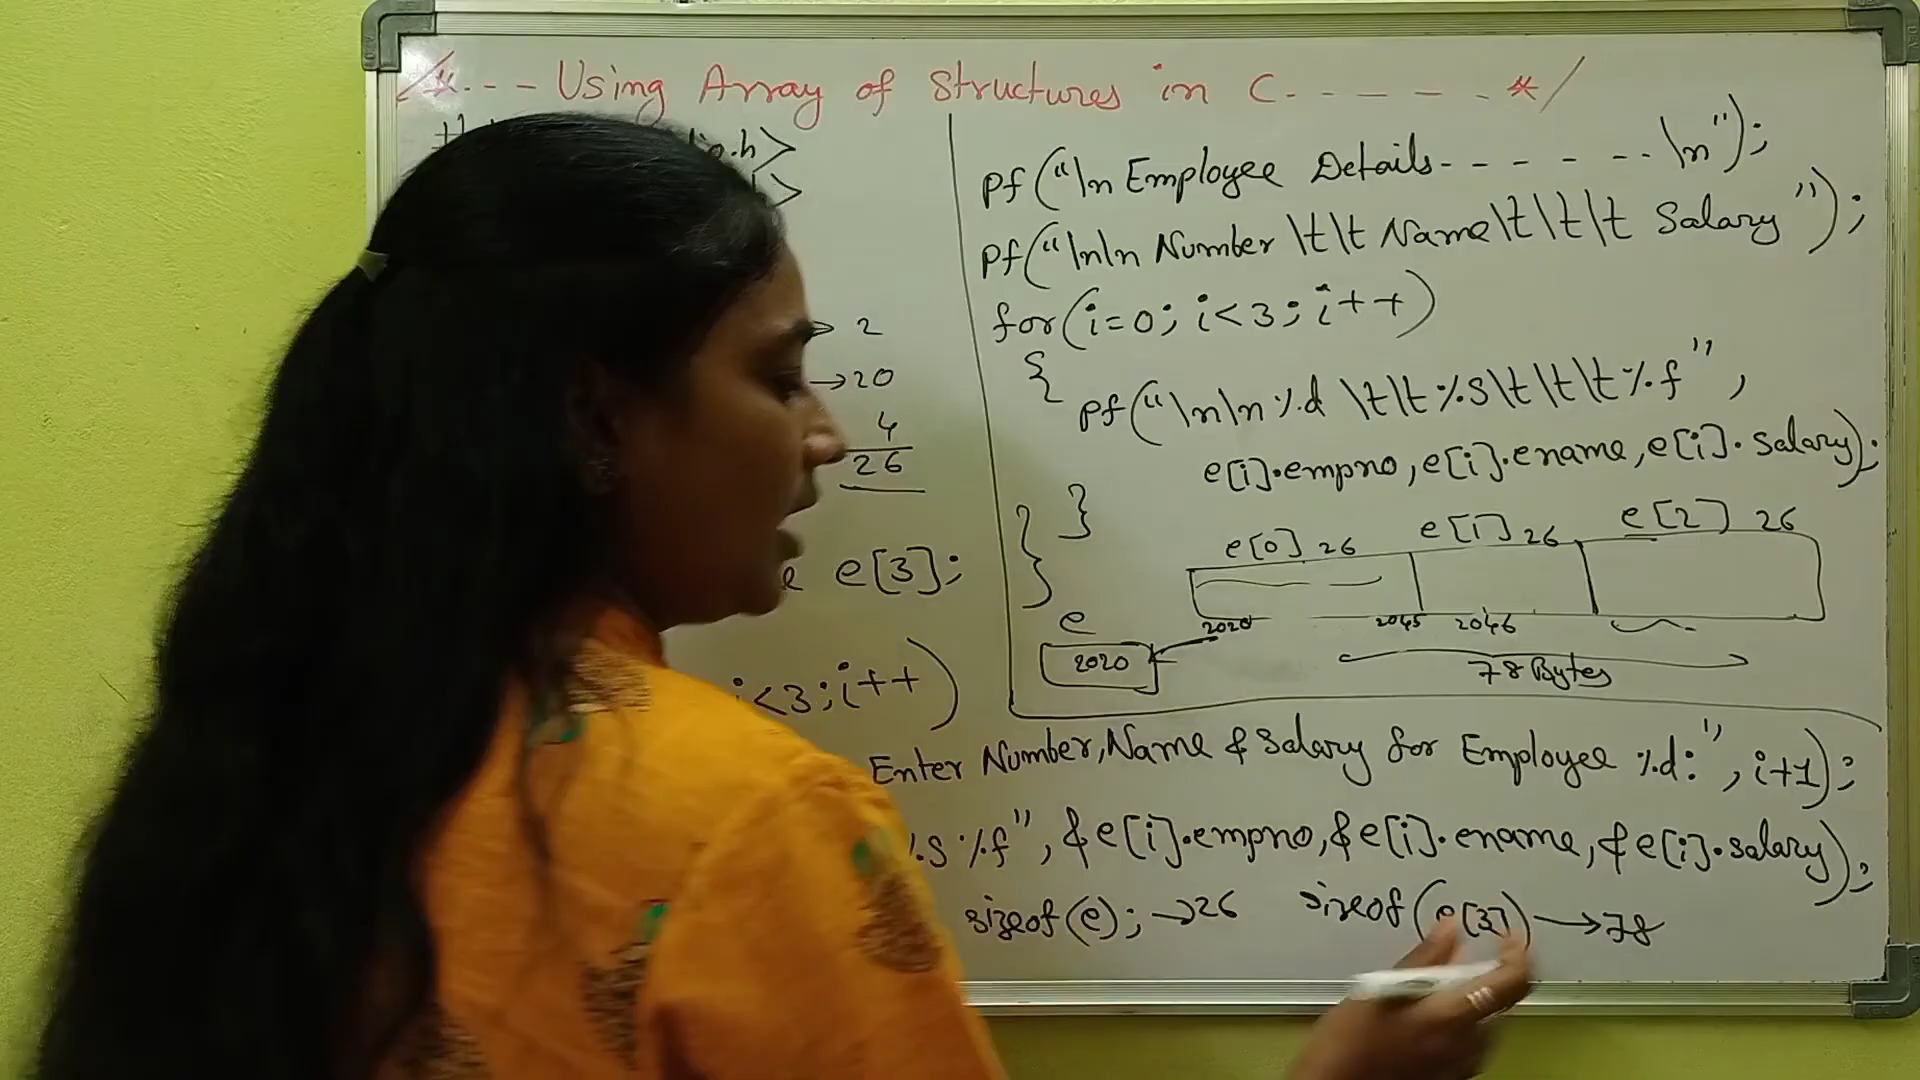 /*--- Using Array of Structures in C.-----*/
.h>
>
→ 2
→20
4
26
e[3];
i<3;i++)
pf("\n Employee Details------\n");
pf("\n\n Number \t\t Name\t\t\t Salary");
for(i=0; i<3; i++)
{
pf("\n\n %d \t\t %s\t\t\t %f",
e[i].empno, e[i].ename, e[i].salary);
}
}
e[0] 26 e[1] 26 e[2] 26
2020 2045 2046
e
2020
78 Bytes
Enter Number, Name & Salary for Employee %d:", i+1);
%s %f", &e[i].empno, &e[i].ename, &e[i].salary);
sizeof(e); →26 sizeof(e[3]) →78